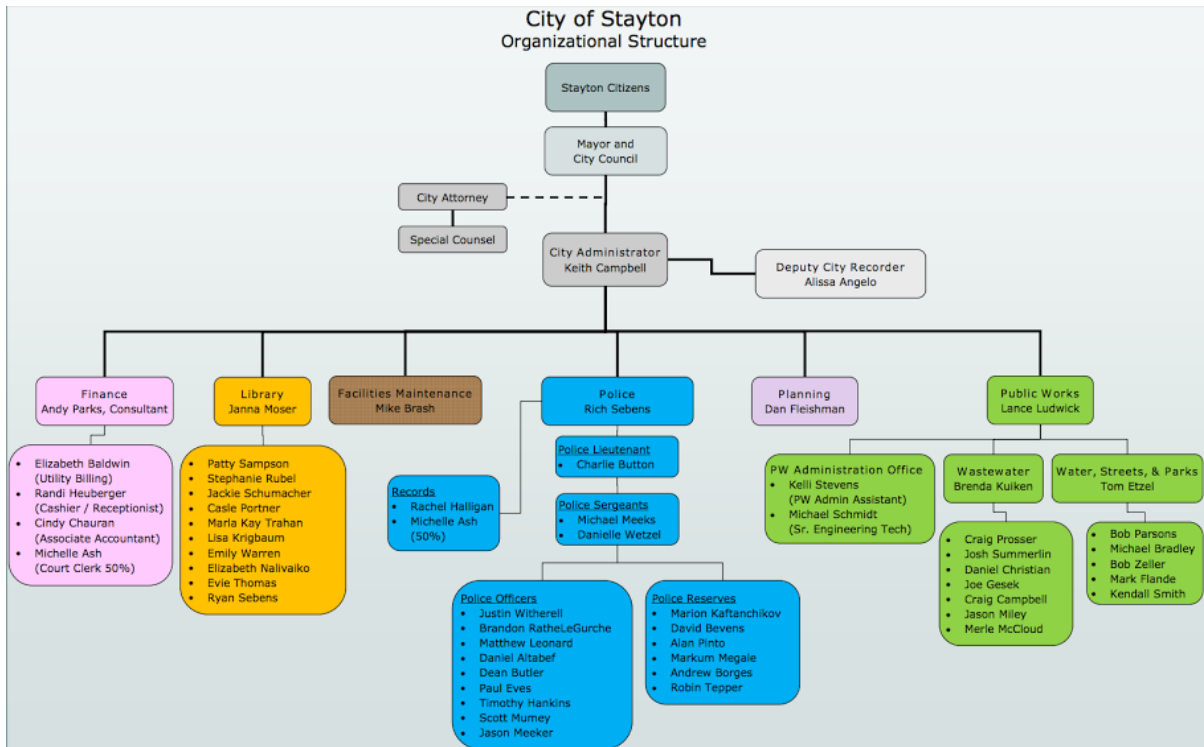 City of Stayton
Organizational Structure
Stayton Citizens
Mayor and
City Council
City Attorney
Special Counsel
City Administrator
Keith Campbell
Deputy City Recorder
Alissa Angelo
Finance
Andy Parks, Consultant
• Elizabeth Baldwin
(Utility Billing)
• Randi Heuberger
(Cashier / Receptionist)
• Cindy Chauran
(Associate Accountant)
• Michelle Ash
(Court Clerk 50%)
Library
Janna Moser
• Patty Sampson
• Stephanie Rubel
• Jackie Schumacher
• Casle Portner
• Marla Kay Trahan
• Lisa Krigbaum
• Emily Warren
• Elizabeth Nalivaiko
• Evie Thomas
• Ryan Sebens
Facilities Maintenance
Mike Brash
Police
Rich Sebens
Records
• Rachel Halligan
• Michelle Ash
(50%)
Police Lieutenant
• Charlie Button
Police Sergeants
• Michael Meeks
• Danielle Wetzel
Police Officers
• Justin Witherell
• Brandon RatheLeGurche
• Matthew Leonard
• Daniel Altabef
• Dean Butler
• Paul Eves
• Timothy Hankins
• Scott Mumey
• Jason Meeker
Police Reserves
• Marion Kaftanchikov
• David Bevens
• Alan Pinto
• Markum Megale
• Andrew Borges
• Robin Tepper
Planning
Dan Fleishman
Public Works
Lance Ludwick
PW Administration Office
• Kelli Stevens
(PW Admin Assistant)
• Michael Schmidt
(Sr. Engineering Tech)
Wastewater
Brenda Kuiken
• Craig Prosser
• Josh Summerlin
• Daniel Christian
• Joe Gesek
• Craig Campbell
• Jason Miley
• Merle McCloud
Water, Streets, & Parks
Tom Etzel
• Bob Parsons
• Michael Bradley
• Bob Zeller
• Mark Flande
• Kendall Smith